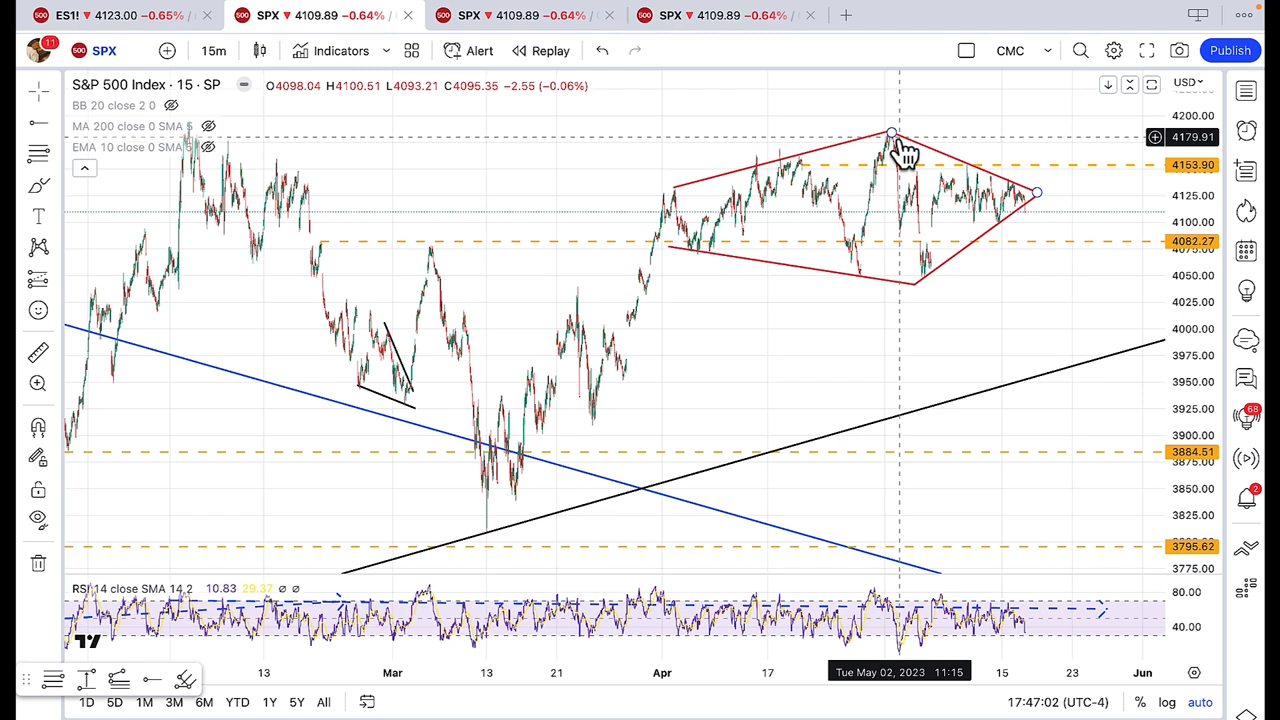 500 ES1! ▼ 4123.00 −0.65% /
500 SPX ▼ 4109.89 −0.64% /
500 SPX ▼ 4109.89 −0.64% /
500 SPX ▼ 4109.89 −0.64% /
11
500 SPX
15m
Indicators
Alert
Replay
CMC
Publish
S&P 500 Index · 15 · SP
O4098.04 H4100.51 L4093.21 C4095.35 −2.55 (−0.06%)
USD
BB 20 close 2 0
MA 200 close 0 SMA 5
EMA 10 close 0 SMA 5
4200.00
4179.91
4153.90
4125.00
4100.00
4082.27
4050.00
4025.00
4000.00
3975.00
3950.00
3925.00
3900.00
3884.51
3875.00
3850.00
3825.00
3795.62
3775.00
68
2
RSI 14 close SMA 14 2 10.83 29.37 ∅ ∅
80.00
40.00
13
Mar
13
21
Apr
17
Tue May 02, 2023 11:15
15
23
Jun
1D 5D 1M 3M 6M YTD 1Y 5Y All
17:47:02 (UTC-4)
% log auto